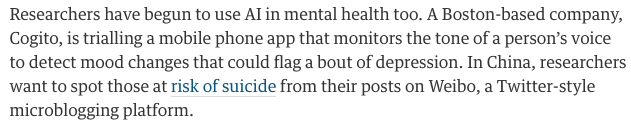 Researchers have begun to use AI in mental health too. A Boston-based company,
Cogito, is trialling a mobile phone app that monitors the tone of a person’s voice
to detect mood changes that could flag a bout of depression. In China, researchers
want to spot those at risk of suicide from their posts on Weibo, a Twitter-style
microblogging platform.